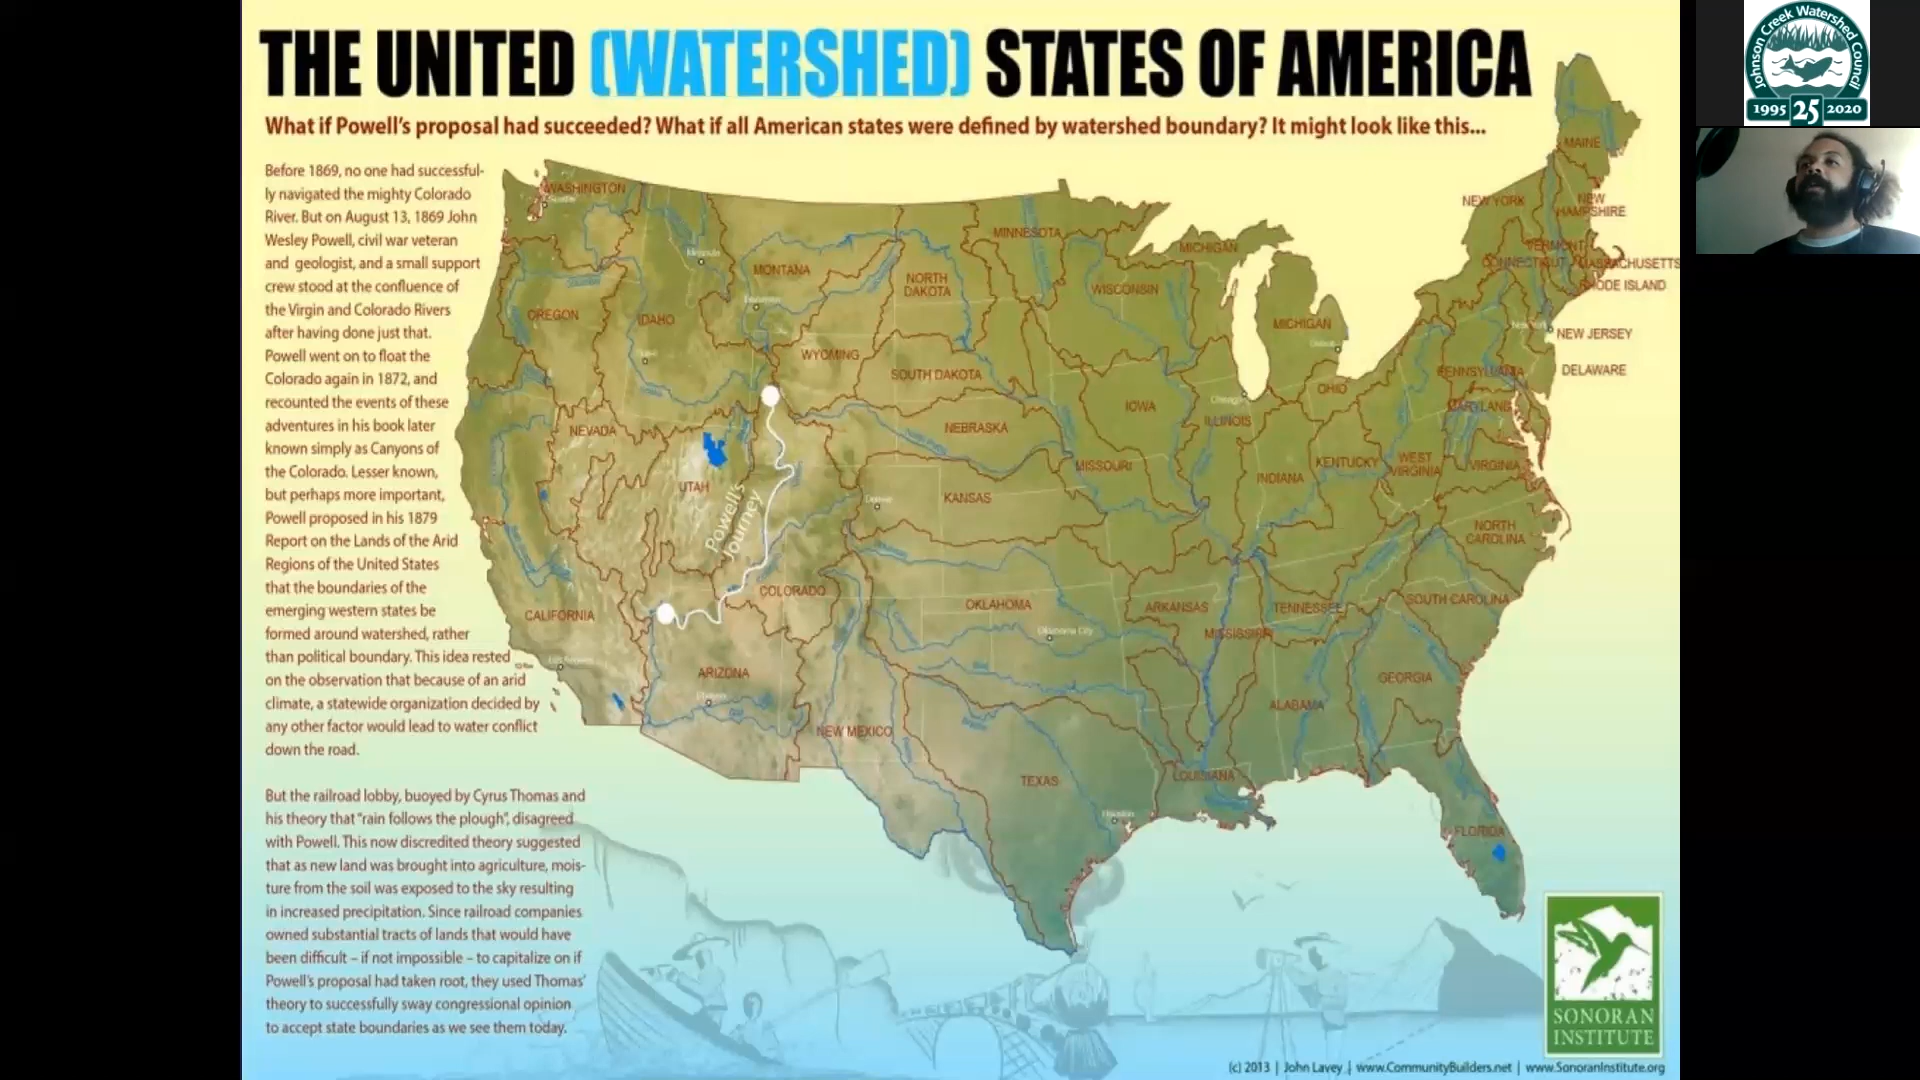 THE UNITED (WATERSHED) STATES OF AMERICA
What if Powell's proposal had succeeded? What if all American states were defined by watershed boundary? It might look like this...
Before 1869, no one had successful-
ly navigated the mighty Colorado
River. But on August 13, 1869 John
Wesley Powell, civil war veteran
and geologist, and a small support
crew stood at the confluence of
the Virgin and Colorado Rivers
after having done just that.
Powell went on to float the
Colorado again in 1872, and
recounted the events of these
adventures in his book later
known simply as Canyons of
the Colorado. Lesser known,
but perhaps more important,
Powell proposed in his 1879
Report on the Lands of the Arid
Regions of the United States
that the boundaries of the
emerging western states be
formed around watershed, rather
than political boundary. This idea rested
on the observation that because of an arid
climate, a statewide organization decided by
any other factor would lead to water conflict
down the road.
But the railroad lobby, buoyed by Cyrus Thomas and
his theory that "rain follows the plough", disagreed
with Powell. This now discredited theory suggested
that as new land was brought into agriculture, mois-
ture from the soil was exposed to the sky resulting
in increased precipitation. Since railroad companies
owned substantial tracts of lands that would have
been difficult – if not impossible – to capitalize on if
Powell's proposal had taken root, they used Thomas'
theory to successfully sway congressional opinion
to accept state boundaries as we see them today.
WASHINGTON
Seattle
OREGON
IDAHO
Missoula
MONTANA
Bozeman
NORTH
DAKOTA
MINNESOTA
WISCONSIN
MICHIGAN
MICHIGAN
Detroit
MAINE
NEW YORK
NEW
HAMPSHIRE
VERMONT
CONNECTICUT
MASSACHUSETTS
RHODE ISLAND
New York
NEW JERSEY
DELAWARE
PENNSYLVANIA
MARYLAND
WYOMING
SOUTH DAKOTA
IOWA
Chicago
ILLINOIS
OHIO
NEVADA
UTAH
Powell's
Journey
NEBRASKA
MISSOURI
INDIANA
KENTUCKY
WEST
VIRGINIA
VIRGINIA
Denver
KANSAS
NORTH
CAROLINA
CALIFORNIA
COLORADO
OKLAHOMA
Oklahoma City
ARKANSAS
TENNESSEE
SOUTH CAROLINA
MISSISSIPPI
Los Angeles
ARIZONA
Phoenix
Gila
NEW MEXICO
Brazos
TEXAS
Houston
LOUISIANA
ALABAMA
GEORGIA
FLORIDA
SONORAN
INSTITUTE
(c) 2013 | John Lavey | www.CommunityBuilders.net | www.SonoranInstitute.org
Johnson Creek Watershed Council
1995 25 2020